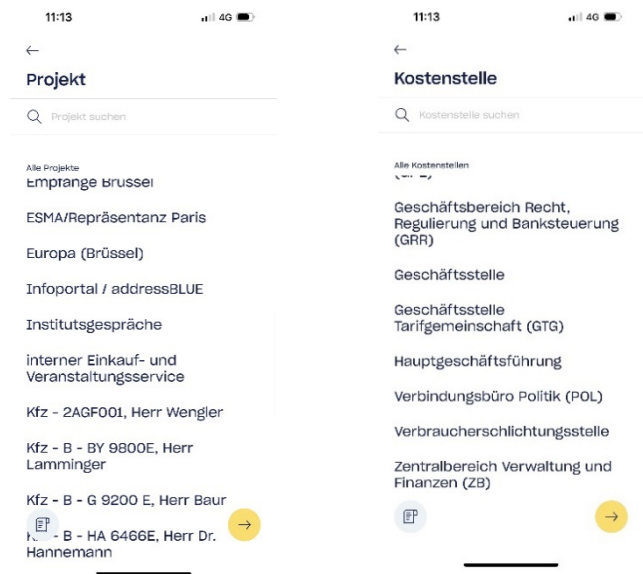 11:13
4G
Projekt
Projekt suchen
Alle Projekte
Empfänge Brüssel
ESMA/Repräsentanz Paris
Europa (Brüssel)
Infoportal / addressBLUE
Institutsgespräche
interner Einkauf- und
Veranstaltungsservice
Kfz - 2AGF001, Herr Wengler
Kfz - B - BY 9800E, Herr
Lamminger
Kfz - B - G 9200 E, Herr Baur
- B - HA 6466E, Herr Dr.
Hannemann
11:13
4G
Kostenstelle
Kostenstelle suchen
Alle Kostenstellen
Geschäftsbereich Recht,
Regulierung und Banksteuerung
(GRR)
Geschäftsstelle
Geschäftsstelle
Tarifgemeinschaft (GTG)
Hauptgeschäftsführung
Verbindungsbüro Politik (POL)
Verbraucherschlichtungsstelle
Zentralbereich Verwaltung und
Finanzen (ZB)